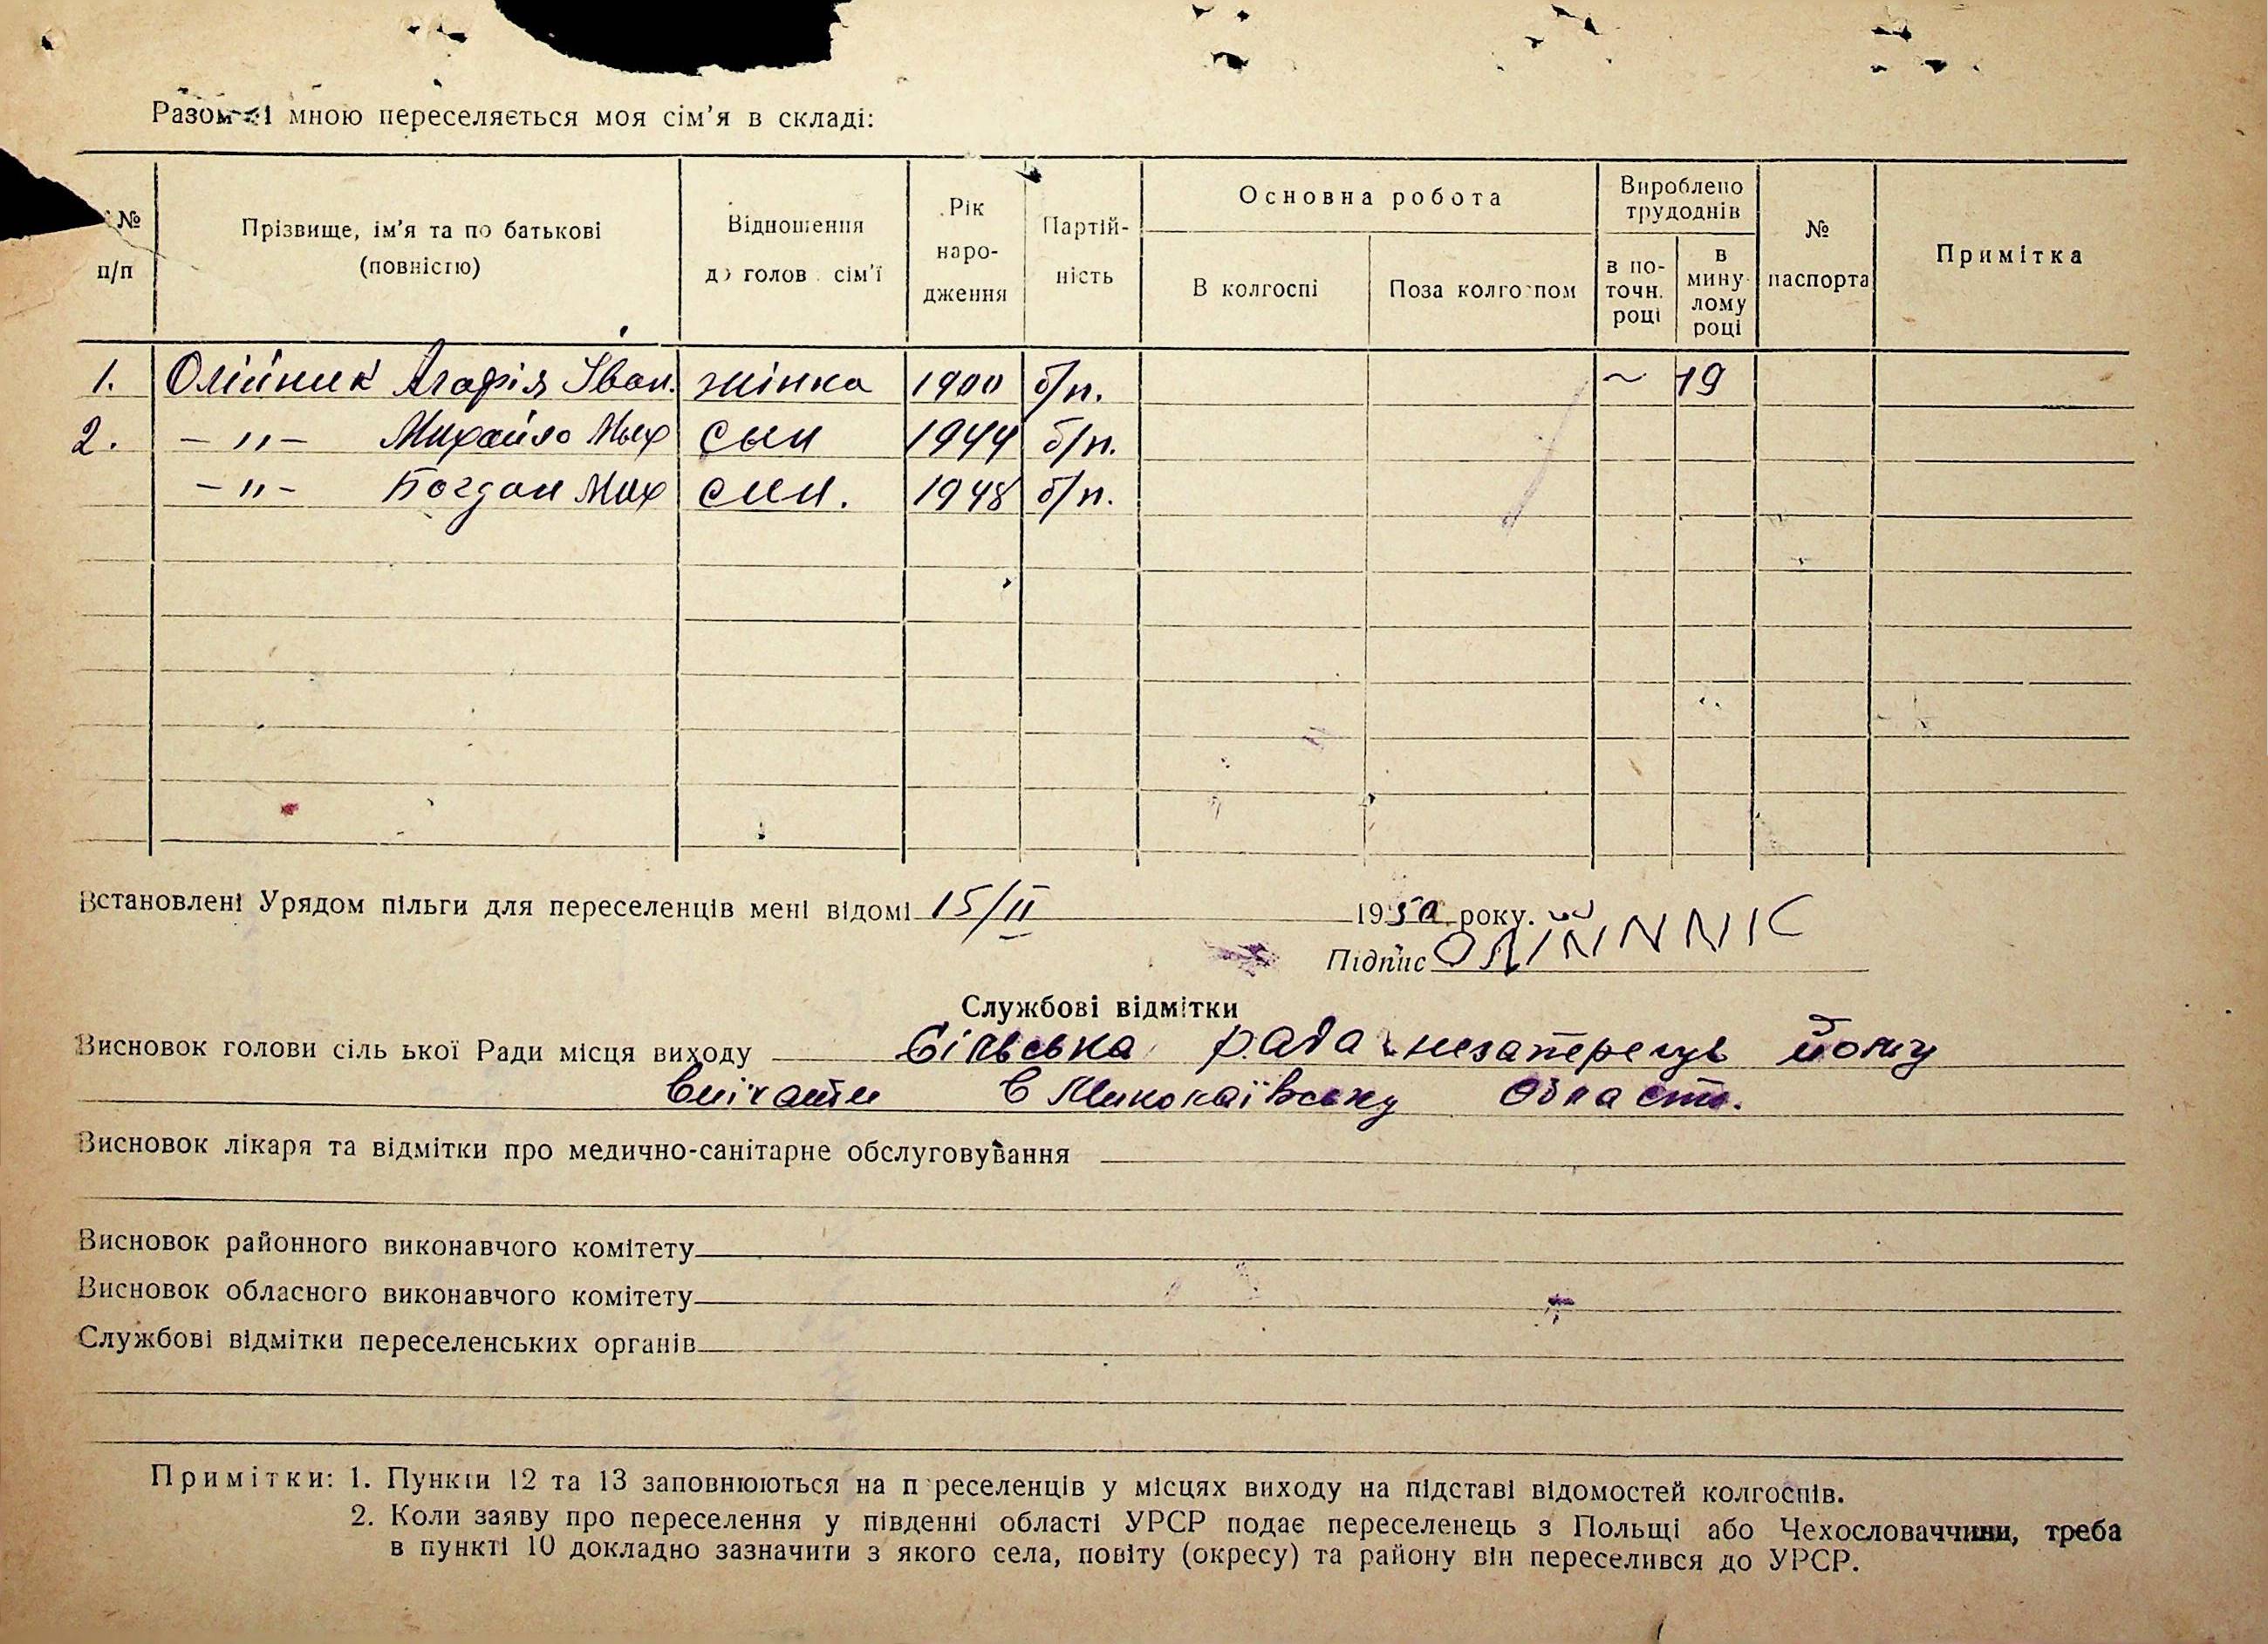 Разом зі мною переселяється моя сім'я в складі:
№ п/п
Прізвище, ім'я та по батькові (повністю)
Відношення до голов. сім'ї
Рік народження
Партійність
Основна робота
В колгоспі
Поза колгоспом
Вироблено трудоднів
в поточн. році
в минулому році
№ паспорта
Примітка
1. Олійник Агафія Іван. жінка 1900 б/п. ~ 19
2. -"- Михайло Мих сын 1944 б/п.
-"- Богдан Мих син. 1948 б/п.
Встановлені Урядом пільги для переселенців мені відомі 15/II 1950 року.
Підпис
Службові відмітки
Висновок голови сільської Ради місця виходу Сільська рада незаперечує йому
виїхати в Миколаївську област.
Висновок лікаря та відмітки про медично-санітарне обслуговування
Висновок районного виконавчого комітету
Висновок обласного виконавчого комітету
Службові відмітки переселенських органів
Примітки: 1. Пункти 12 та 13 заповнюються на переселенців у місцях виходу на підставі відомостей колгоспів.
2. Коли заяву про переселення у південні області УРСР подає переселенець з Польщі або Чехословаччини, треба
в пункті 10 докладно зазначити з якого села, повіту (окресу) та району він переселився до УРСР.